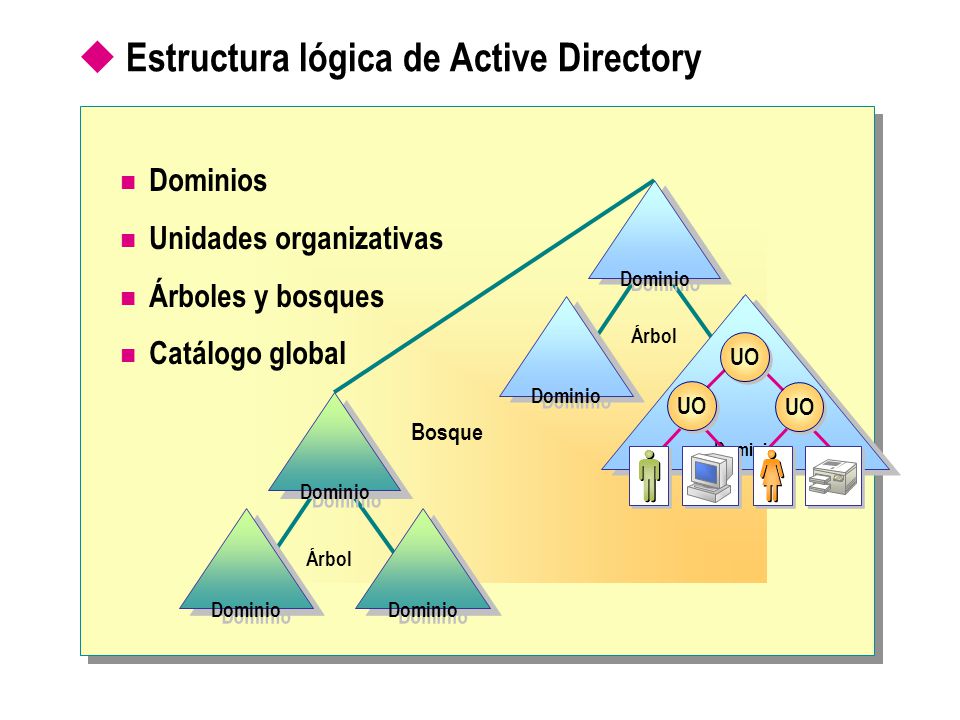 Estructura lógica de Active Directory
Dominios
Unidades organizativas
Árboles y bosques
Catálogo global
Dominio
Árbol
UO
Dominio
UO
UO
Bosque
Dominio
Árbol
Dominio
Dominio